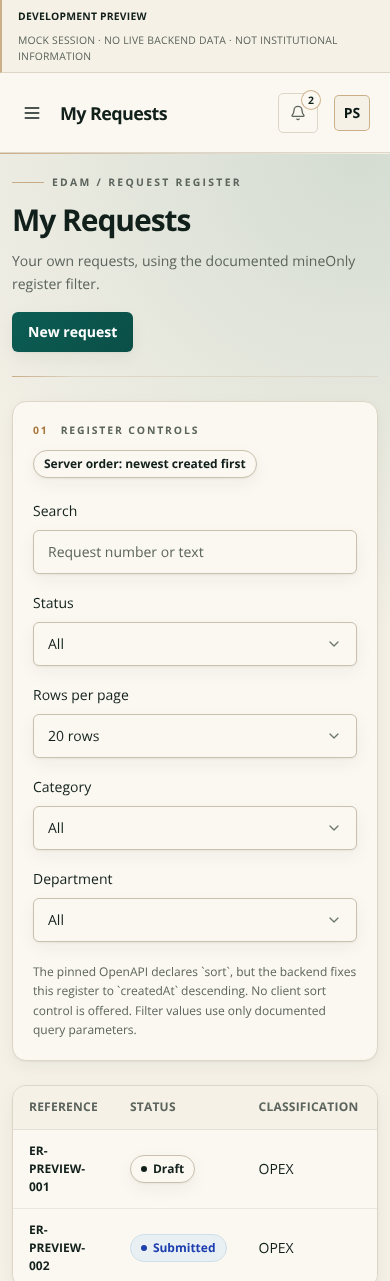 DEVELOPMENT PREVIEW
MOCK SESSION · NO LIVE BACKEND DATA · NOT INSTITUTIONAL
INFORMATION
My Requests
2
PS
EDAM / REQUEST REGISTER
My Requests
Your own requests, using the documented mineOnly
register filter.
New request
01 REGISTER CONTROLS
Server order: newest created first
Search
Request number or text
Status
All
Rows per page
20 rows
Category
All
Department
All
The pinned OpenAPI declares `sort`, but the backend fixes
this register to `createdAt` descending. No client sort
control is offered. Filter values use only documented
query parameters.
REFERENCE STATUS CLASSIFICATION
ER-
PREVIEW-
001
Draft
OPEX
ER-
PREVIEW-
002
Submitted
OPEX